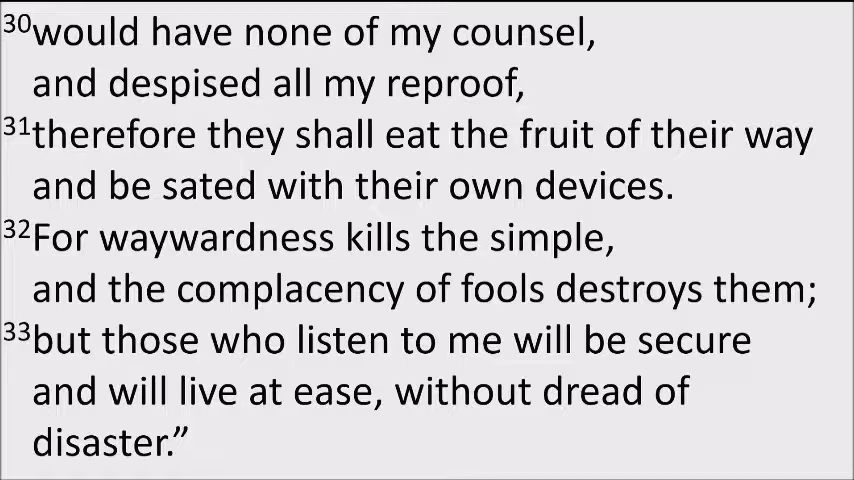 30would have none of my counsel,
and despised all my reproof,
31therefore they shall eat the fruit of their way
and be sated with their own devices.
32For waywardness kills the simple,
and the complacency of fools destroys them;
33but those who listen to me will be secure
and will live at ease, without dread of
disaster.”